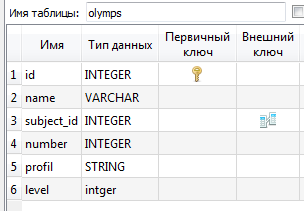 Имя таблицы: olymps
Имя Тип данных Первичный ключ Внешний ключ
1 id INTEGER
2 name VARCHAR
3 subject_id INTEGER
4 number INTEGER
5 profil STRING
6 level intger